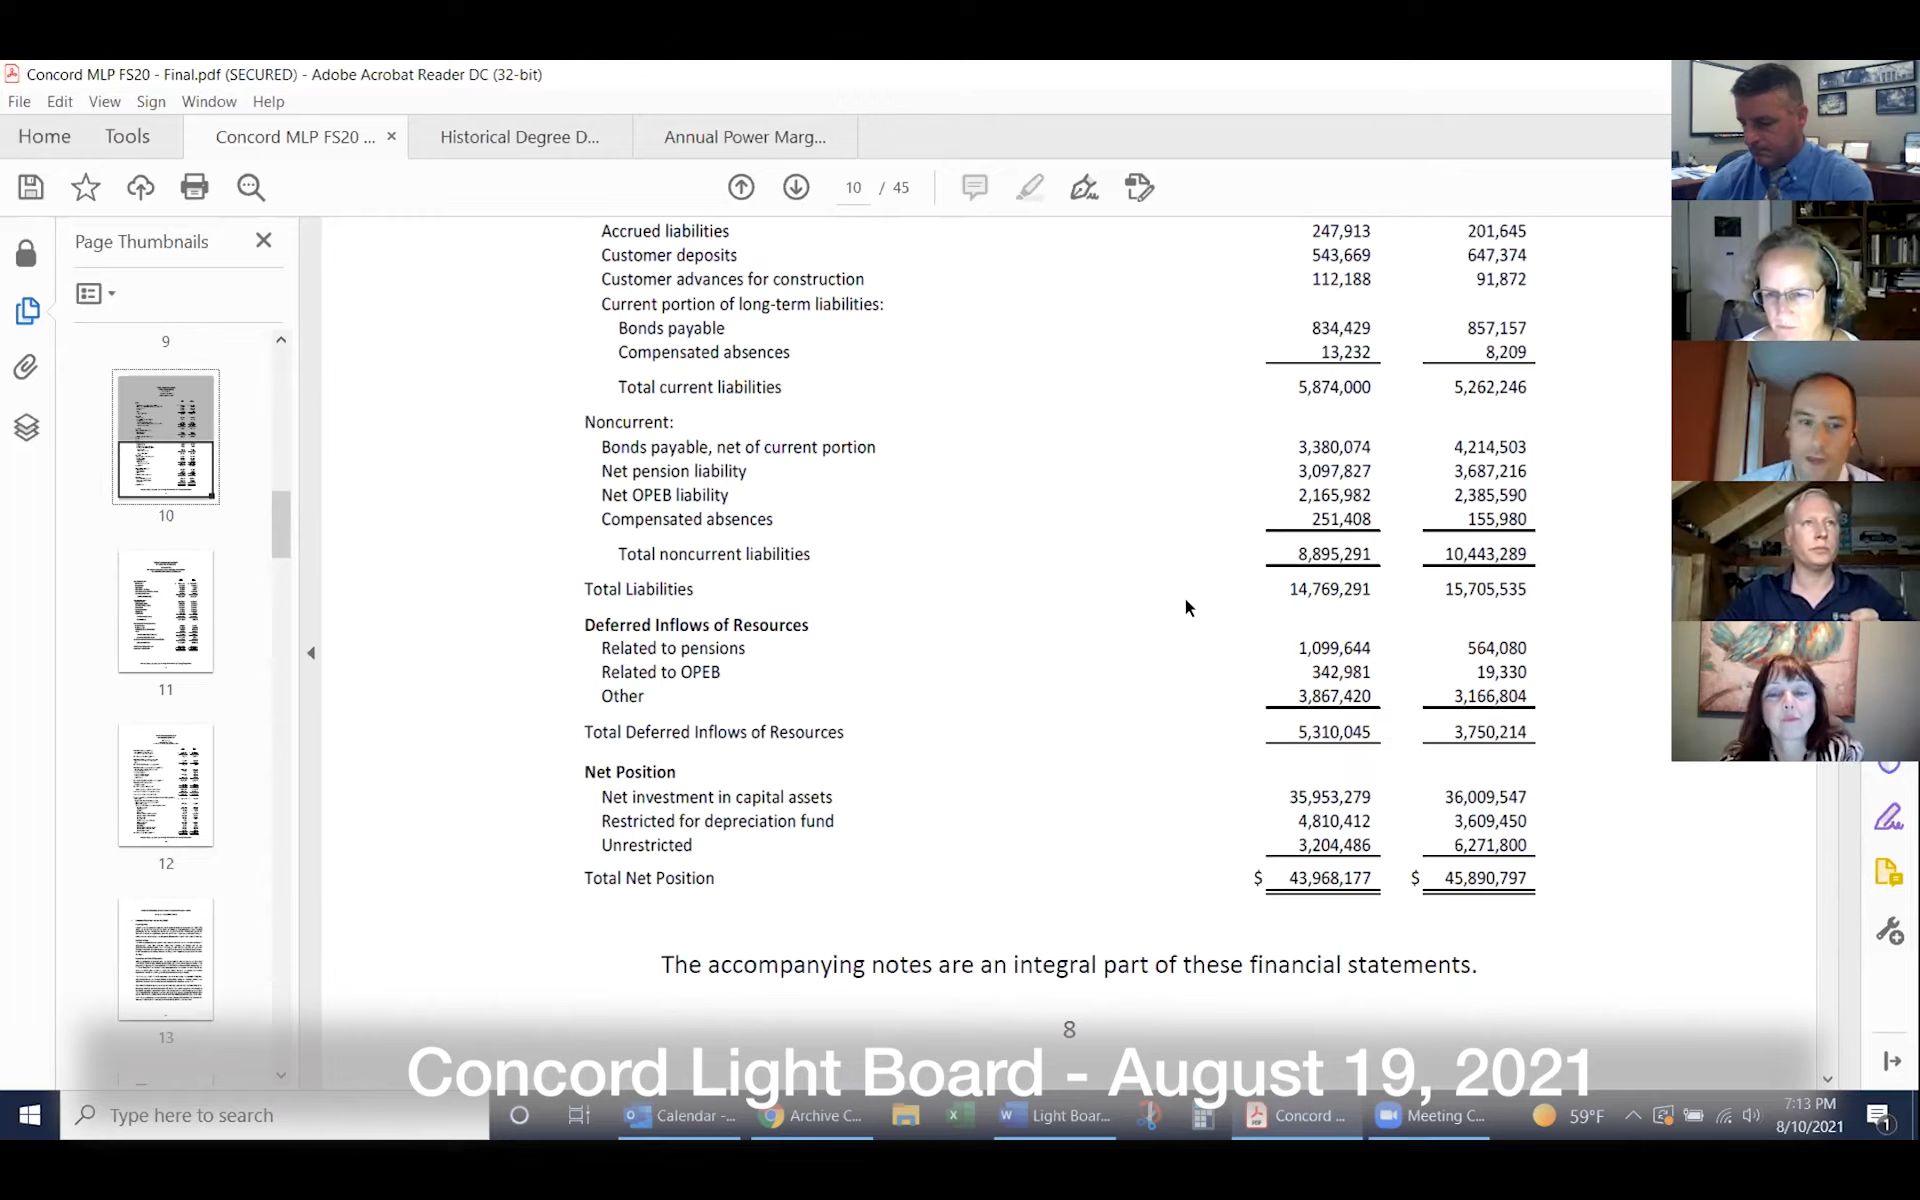 Concord MLP FS20 - Final.pdf (SECURED) - Adobe Acrobat Reader DC (32-bit)
File Edit View Sign Window Help
Home Tools Concord MLP FS20 ... × Historical Degree D... Annual Power Marg...
10 / 45
Page Thumbnails
9
10
11
12
13
Accrued liabilities 247,913 201,645
Customer deposits 543,669 647,374
Customer advances for construction 112,188 91,872
Current portion of long-term liabilities:
Bonds payable 834,429 857,157
Compensated absences 13,232 8,209
Total current liabilities 5,874,000 5,262,246
Noncurrent:
Bonds payable, net of current portion 3,380,074 4,214,503
Net pension liability 3,097,827 3,687,216
Net OPEB liability 2,165,982 2,385,590
Compensated absences 251,408 155,980
Total noncurrent liabilities 8,895,291 10,443,289
Total Liabilities 14,769,291 15,705,535
Deferred Inflows of Resources
Related to pensions 1,099,644 564,080
Related to OPEB 342,981 19,330
Other 3,867,420 3,166,804
Total Deferred Inflows of Resources 5,310,045 3,750,214
Net Position
Net investment in capital assets 35,953,279 36,009,547
Restricted for depreciation fund 4,810,412 3,609,450
Unrestricted 3,204,486 6,271,800
Total Net Position $ 43,968,177 $ 45,890,797
The accompanying notes are an integral part of these financial statements.
8
Concord Light Board - August 19, 2021
Type here to search Calendar -... Archive C... Light Boar... Concord ... Meeting C... 59°F 7:13 PM
8/10/2021
1